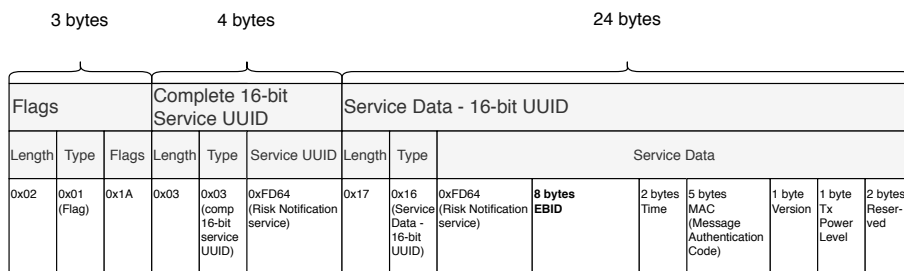 3 bytes
4 bytes
24 bytes
Flags
Complete 16-bit
Service UUID
Service Data - 16-bit UUID
Length
Type
Flags
Length
Type
Service UUID
Length
Type
Service Data
0x02
0x01
(Flag)
0x1A
0x03
0x03
(comp
16-bit
service
UUID)
0xFD64
(Risk Notification
service)
0x17
0x16
(Service
Data -
16-bit
UUID)
0xFD64
(Risk Notification
service)
8 bytes
EBID
2 bytes
Time
5 bytes
MAC
(Message
Authentication
Code)
1 byte
Version
1 byte
Tx
Power
Level
2 bytes
Reser-
ved